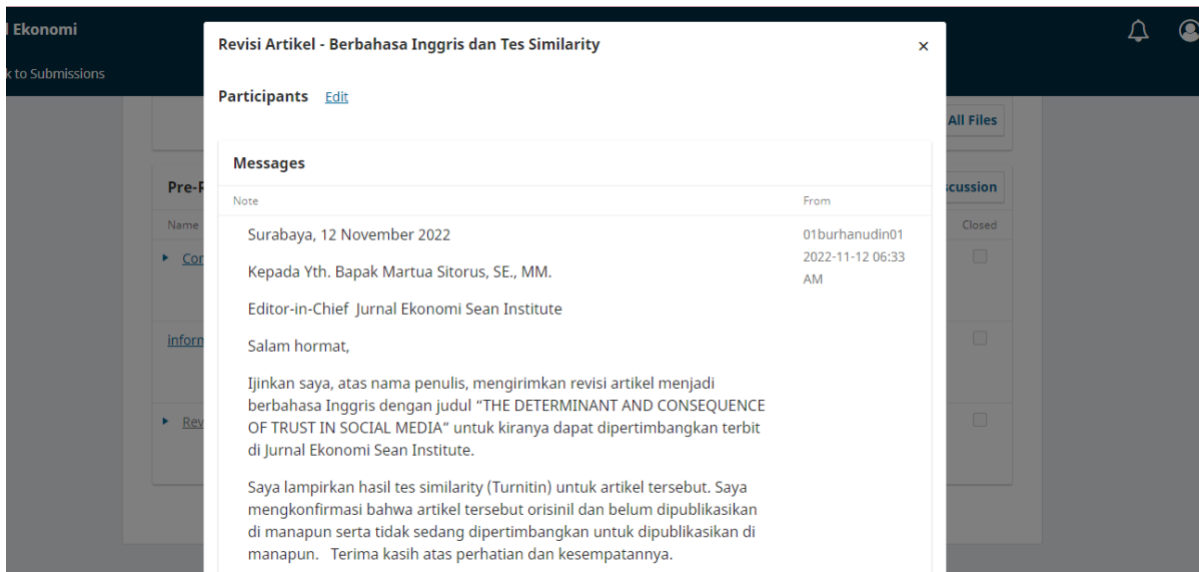 l Ekonomi
k to Submissions
Revisi Artikel - Berbahasa Inggris dan Tes Similarity
×
Participants Edit
All Files
Messages
Pre-R
scussion
Note From
Name
Closed
Surabaya, 12 November 2022
01burhanudin01
2022-11-12 06:33
AM
Cor
Kepada Yth. Bapak Martua Sitorus, SE., MM.
Editor-in-Chief Jurnal Ekonomi Sean Institute
inforn
Salam hormat,
Ijinkan saya, atas nama penulis, mengirimkan revisi artikel menjadi
berbahasa Inggris dengan judul “THE DETERMINANT AND CONSEQUENCE
OF TRUST IN SOCIAL MEDIA“ untuk kiranya dapat dipertimbangkan terbit
di Jurnal Ekonomi Sean Institute.
Rev
Saya lampirkan hasil tes similarity (Turnitin) untuk artikel tersebut. Saya
mengkonfirmasi bahwa artikel tersebut orisinil dan belum dipublikasikan
di manapun serta tidak sedang dipertimbangkan untuk dipublikasikan di
manapun. Terima kasih atas perhatian dan kesempatannya.